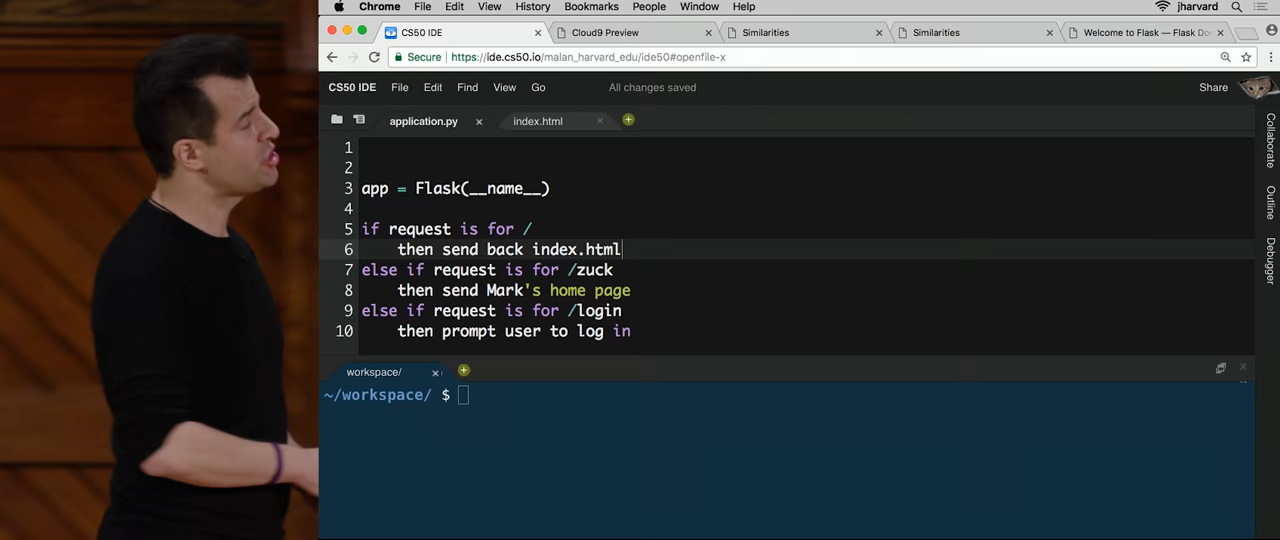 Chrome File Edit View History Bookmarks People Window Help jharvard
CS50 IDE Cloud9 Preview Similarities Similarities Welcome to Flask — Flask Do
Secure https://ide.cs50.io/malan_harvard_edu/ide50#openfile-x
CS50 IDE File Edit Find View Go All changes saved Share
application.py index.html
1
2
3 app = Flask(__name__)
4
5 if request is for /
6 then send back index.html
7 else if request is for /zuck
8 then send Mark's home page
9 else if request is for /login
10 then prompt user to log in
workspace/
~/workspace/ $
Collaborate
Outline
Debugger